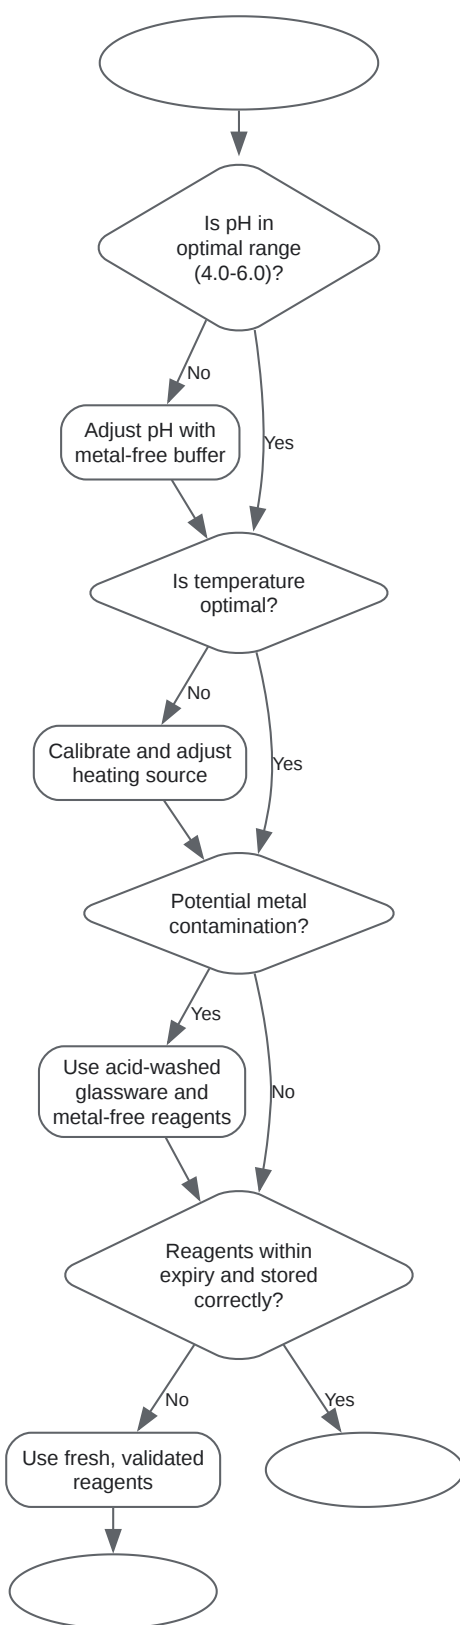 Is pH in
optimal range
(4.0-6.0)?
No
Adjust pH with
metal-free buffer
Yes
Is temperature
optimal?
No
Calibrate and adjust
heating source
Yes
Potential metal
contamination?
Yes
Use acid-washed
glassware and
metal-free reagents
No
Reagents within
expiry and stored
correctly?
No
Yes
Use fresh, validated
reagents